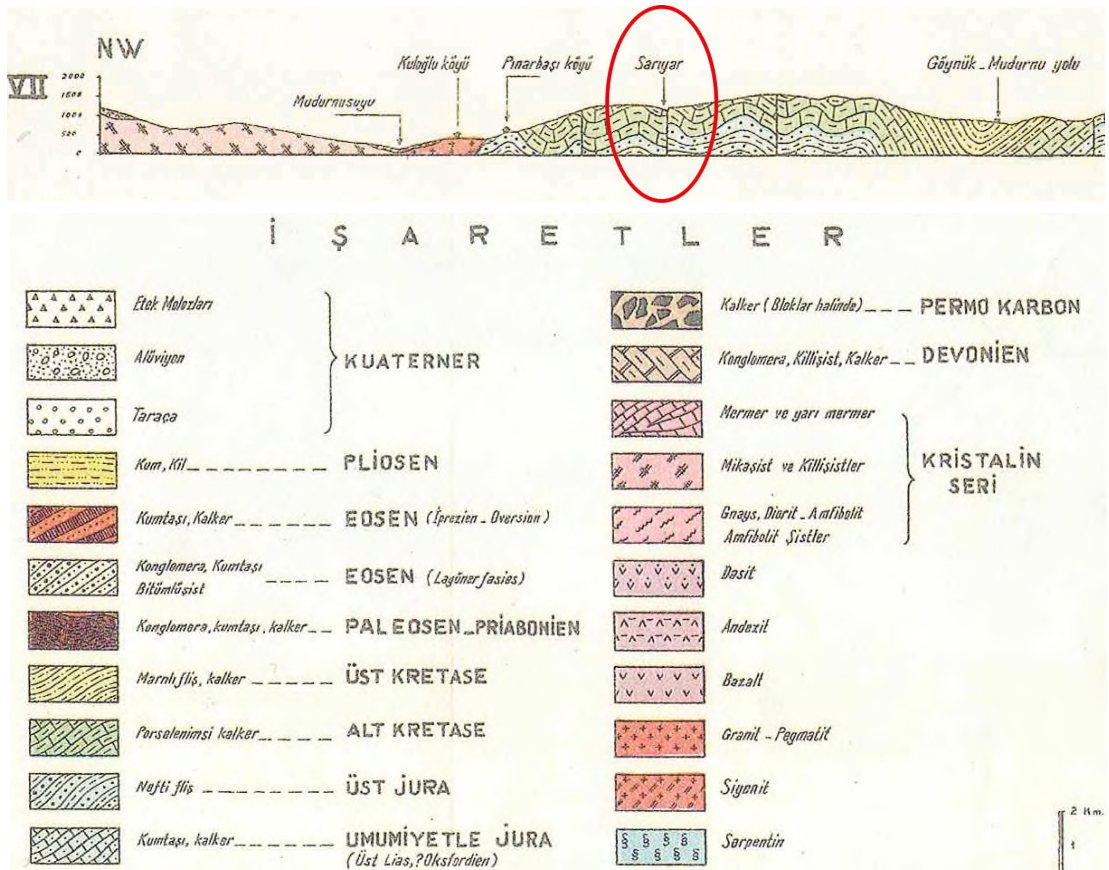 NW
VII
2000
1500
1000
500
0
Mudurnusuyu
Kuloğlu köyü
Pınarbaşı köyü
Sarıyar
Göynük - Mudurnu yolu
İŞARETLER
Etek Molozları
Alüviyon
Taraça
KUATERNER
Kum, Kil PLIOSEN
Kumtaşı, Kalker EOSEN (İprezien - Oversion)
Konglomera, Kumtaşı
Bitümlüşist
EOSEN (Lagüner fasies)
Konglomera, kumtaşı, kalker PALEOSEN - PRIABONİEN
Marnlı fliş, kalker ÜST KRETASE
Porselenimsi kalker ALT KRETASE
Nefti fliş ÜST JURA
Kumtaşı, kalker UMUMİYETLE JURA
(Üst Lias, ? Oksfordien)
Kalker (Bloklar halinde) PERMO KARBON
Konglomera, Killişist, Kalker DEVONİEN
Mermer ve yarı mermer
Mikaşist ve Killişistler
Gnays, Diorit - Amfibolit
Amfibolit Şistler
KRİSTALİN
SERİ
Dasit
Andezit
Bazalt
Granit - Pegmatit
Siyenit
Serpentin
2 Km.
1